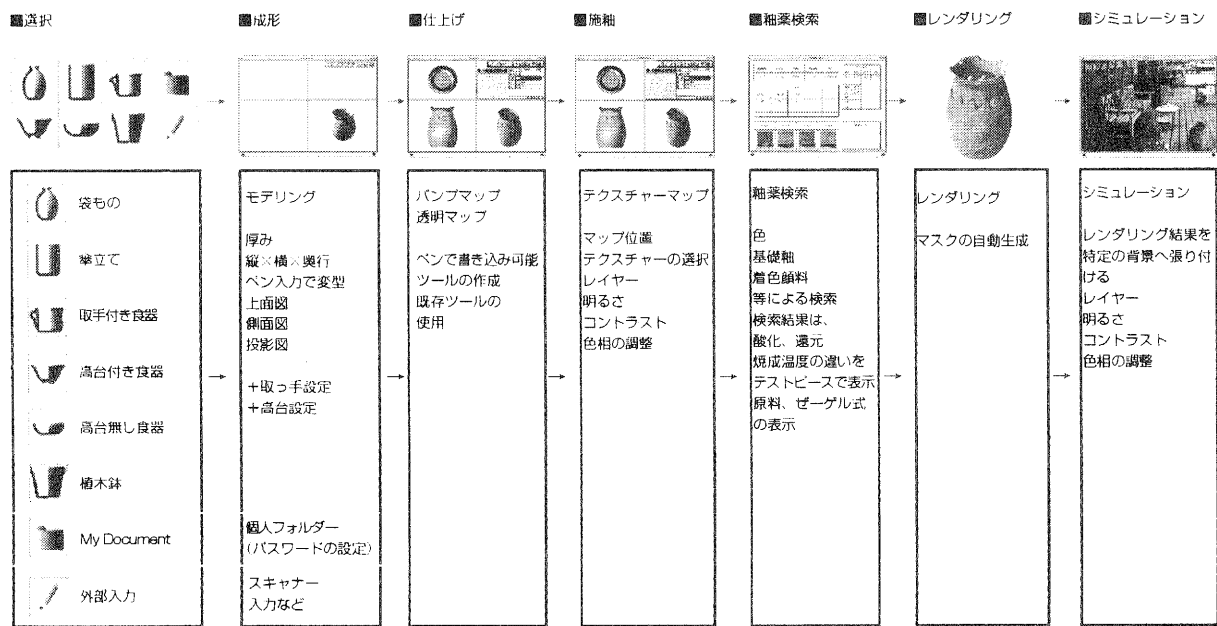 ■選択
■成形
■仕上げ
■施釉
■釉薬検索
■レンダリング
■シミュレーション
袋もの
傘立て
取手付き食器
高台付き食器
高台無し食器
植木鉢
My Document
外部入力
モデリング
厚み
縦×横×奥行
ペン入力で変型
上面図
側面図
投影図
+取っ手設定
+高台設定
個人フォルダー
(パスワードの設定)
スキャナー
入力など
バンプマップ
透明マップ
ペンで書き込み可能
ツールの作成
既存ツールの
使用
テクスチャーマップ
マップ位置
テクスチャーの選択
レイヤー
明るさ
コントラスト
色相の調整
釉薬検索
色
基礎釉
着色顔料
等による検索
検索結果は、
酸化、還元
焼成温度の違いを
テストピースで表示
原料、ぜーゲル式
の表示
レンダリング
マスクの自動生成
シミュレーション
レンダリング結果を
特定の背景へ張り付
ける
レイヤー
明るさ
コントラスト
色相の調整